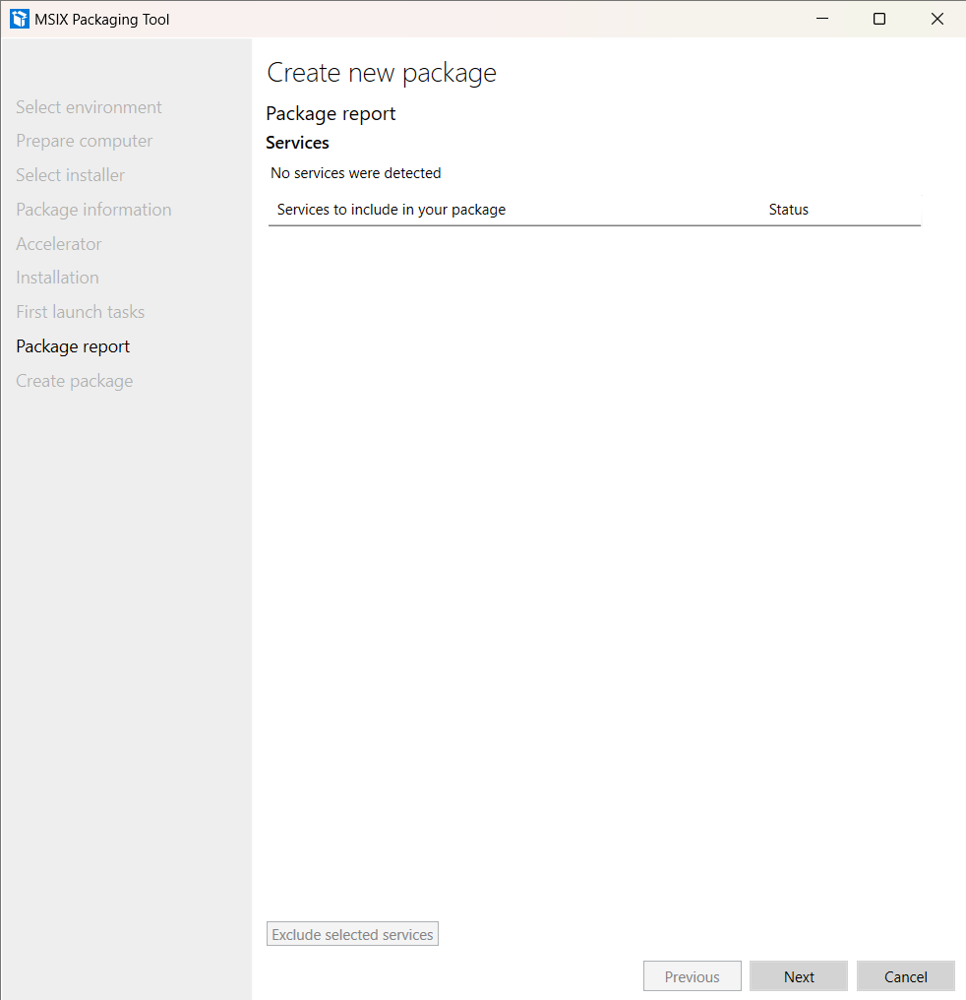 MSIX Packaging Tool
Select environment
Prepare computer
Select installer
Package information
Accelerator
Installation
First launch tasks
Package report
Create package
Create new package
Package report
Services
No services were detected
Services to include in your package Status
Exclude selected services
Previous Next Cancel